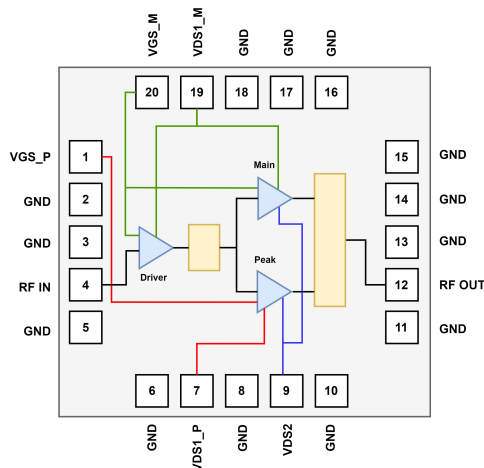 VGS_M
VDS1_M
GND
GND
GND
20
19
18
17
16
VGS_P
1
15
GND
GND
2
14
GND
GND
3
13
GND
RF IN
4
12
RF OUT
GND
5
11
GND
Main
Driver
Peak
6
7
8
9
10
GND
VDS1_P
GND
VDS2
GND